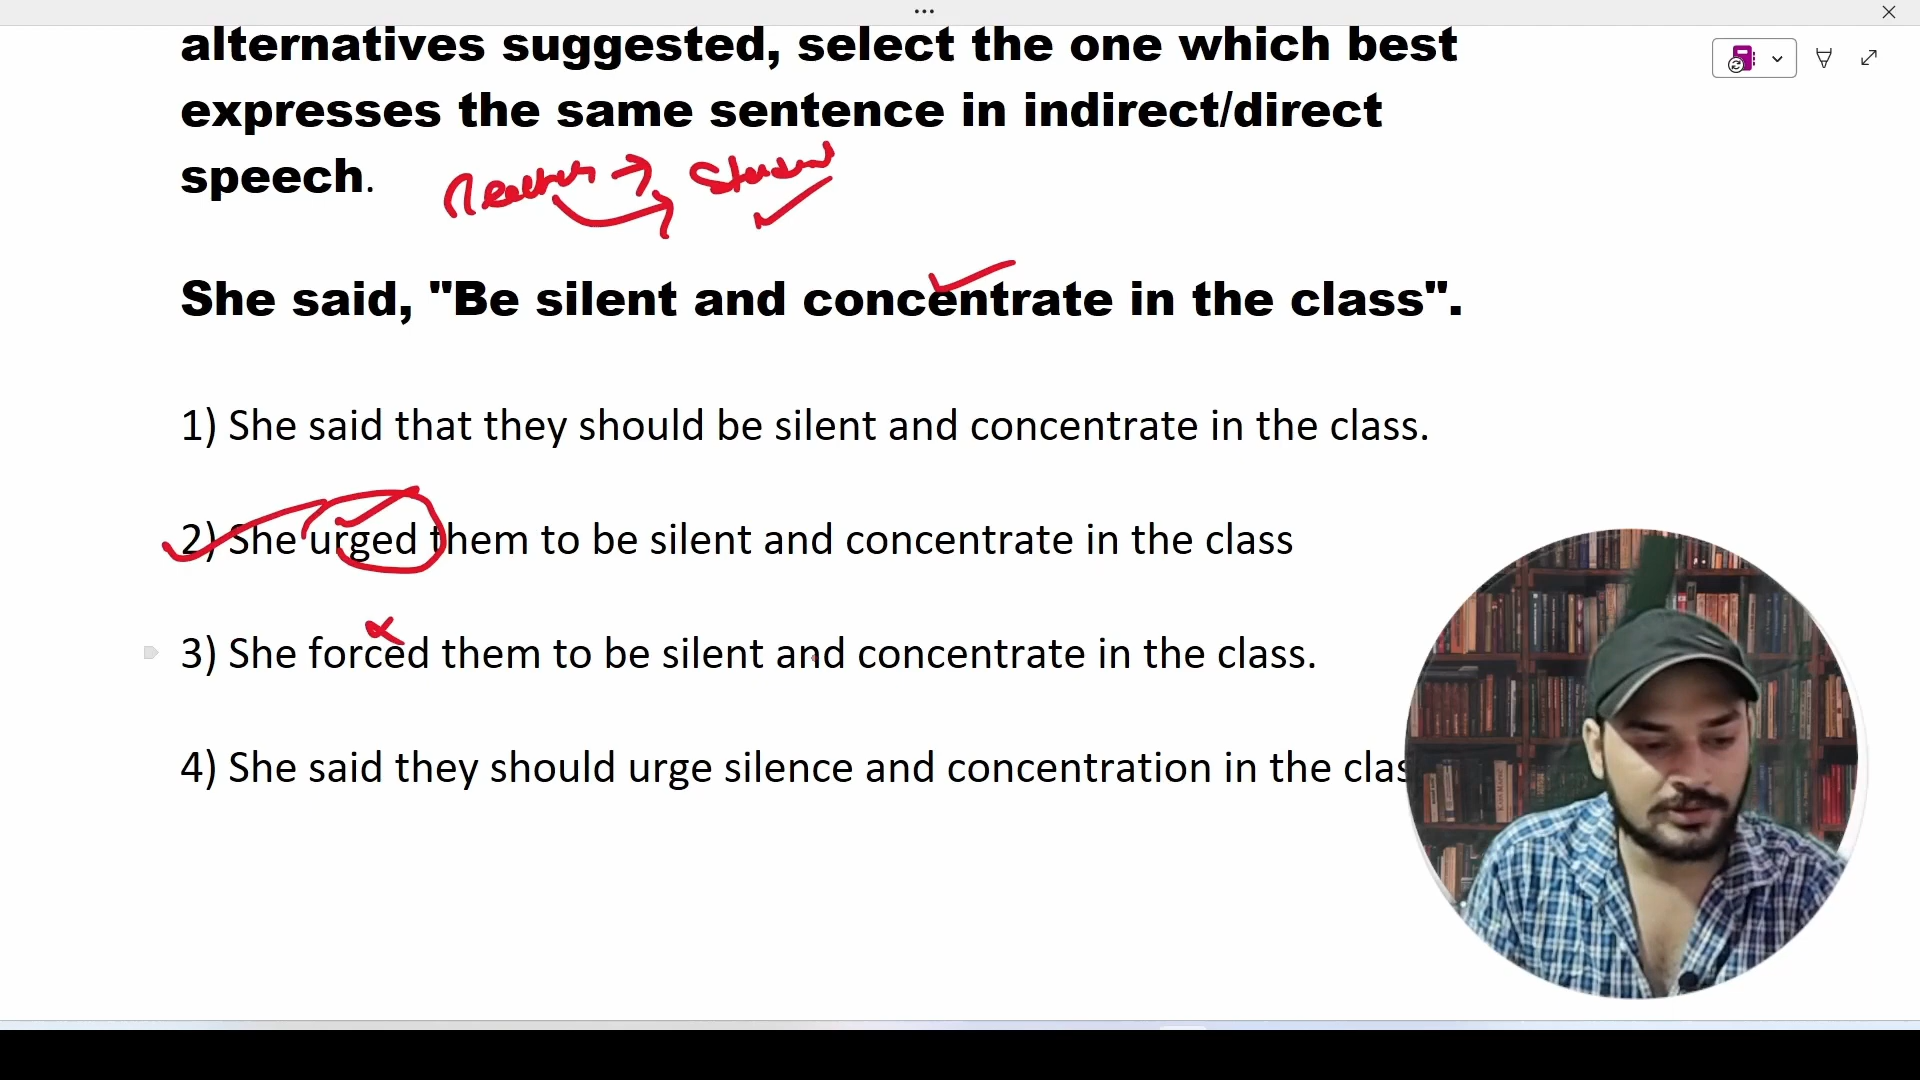 alternatives suggested, select the one which best
expresses the same sentence in indirect/direct
speech.
Teacher → Student
She said, "Be silent and concentrate in the class".
1) She said that they should be silent and concentrate in the class.
2) She urged them to be silent and concentrate in the class
3) She forced them to be silent and concentrate in the class.
4) She said they should urge silence and concentration in the clas